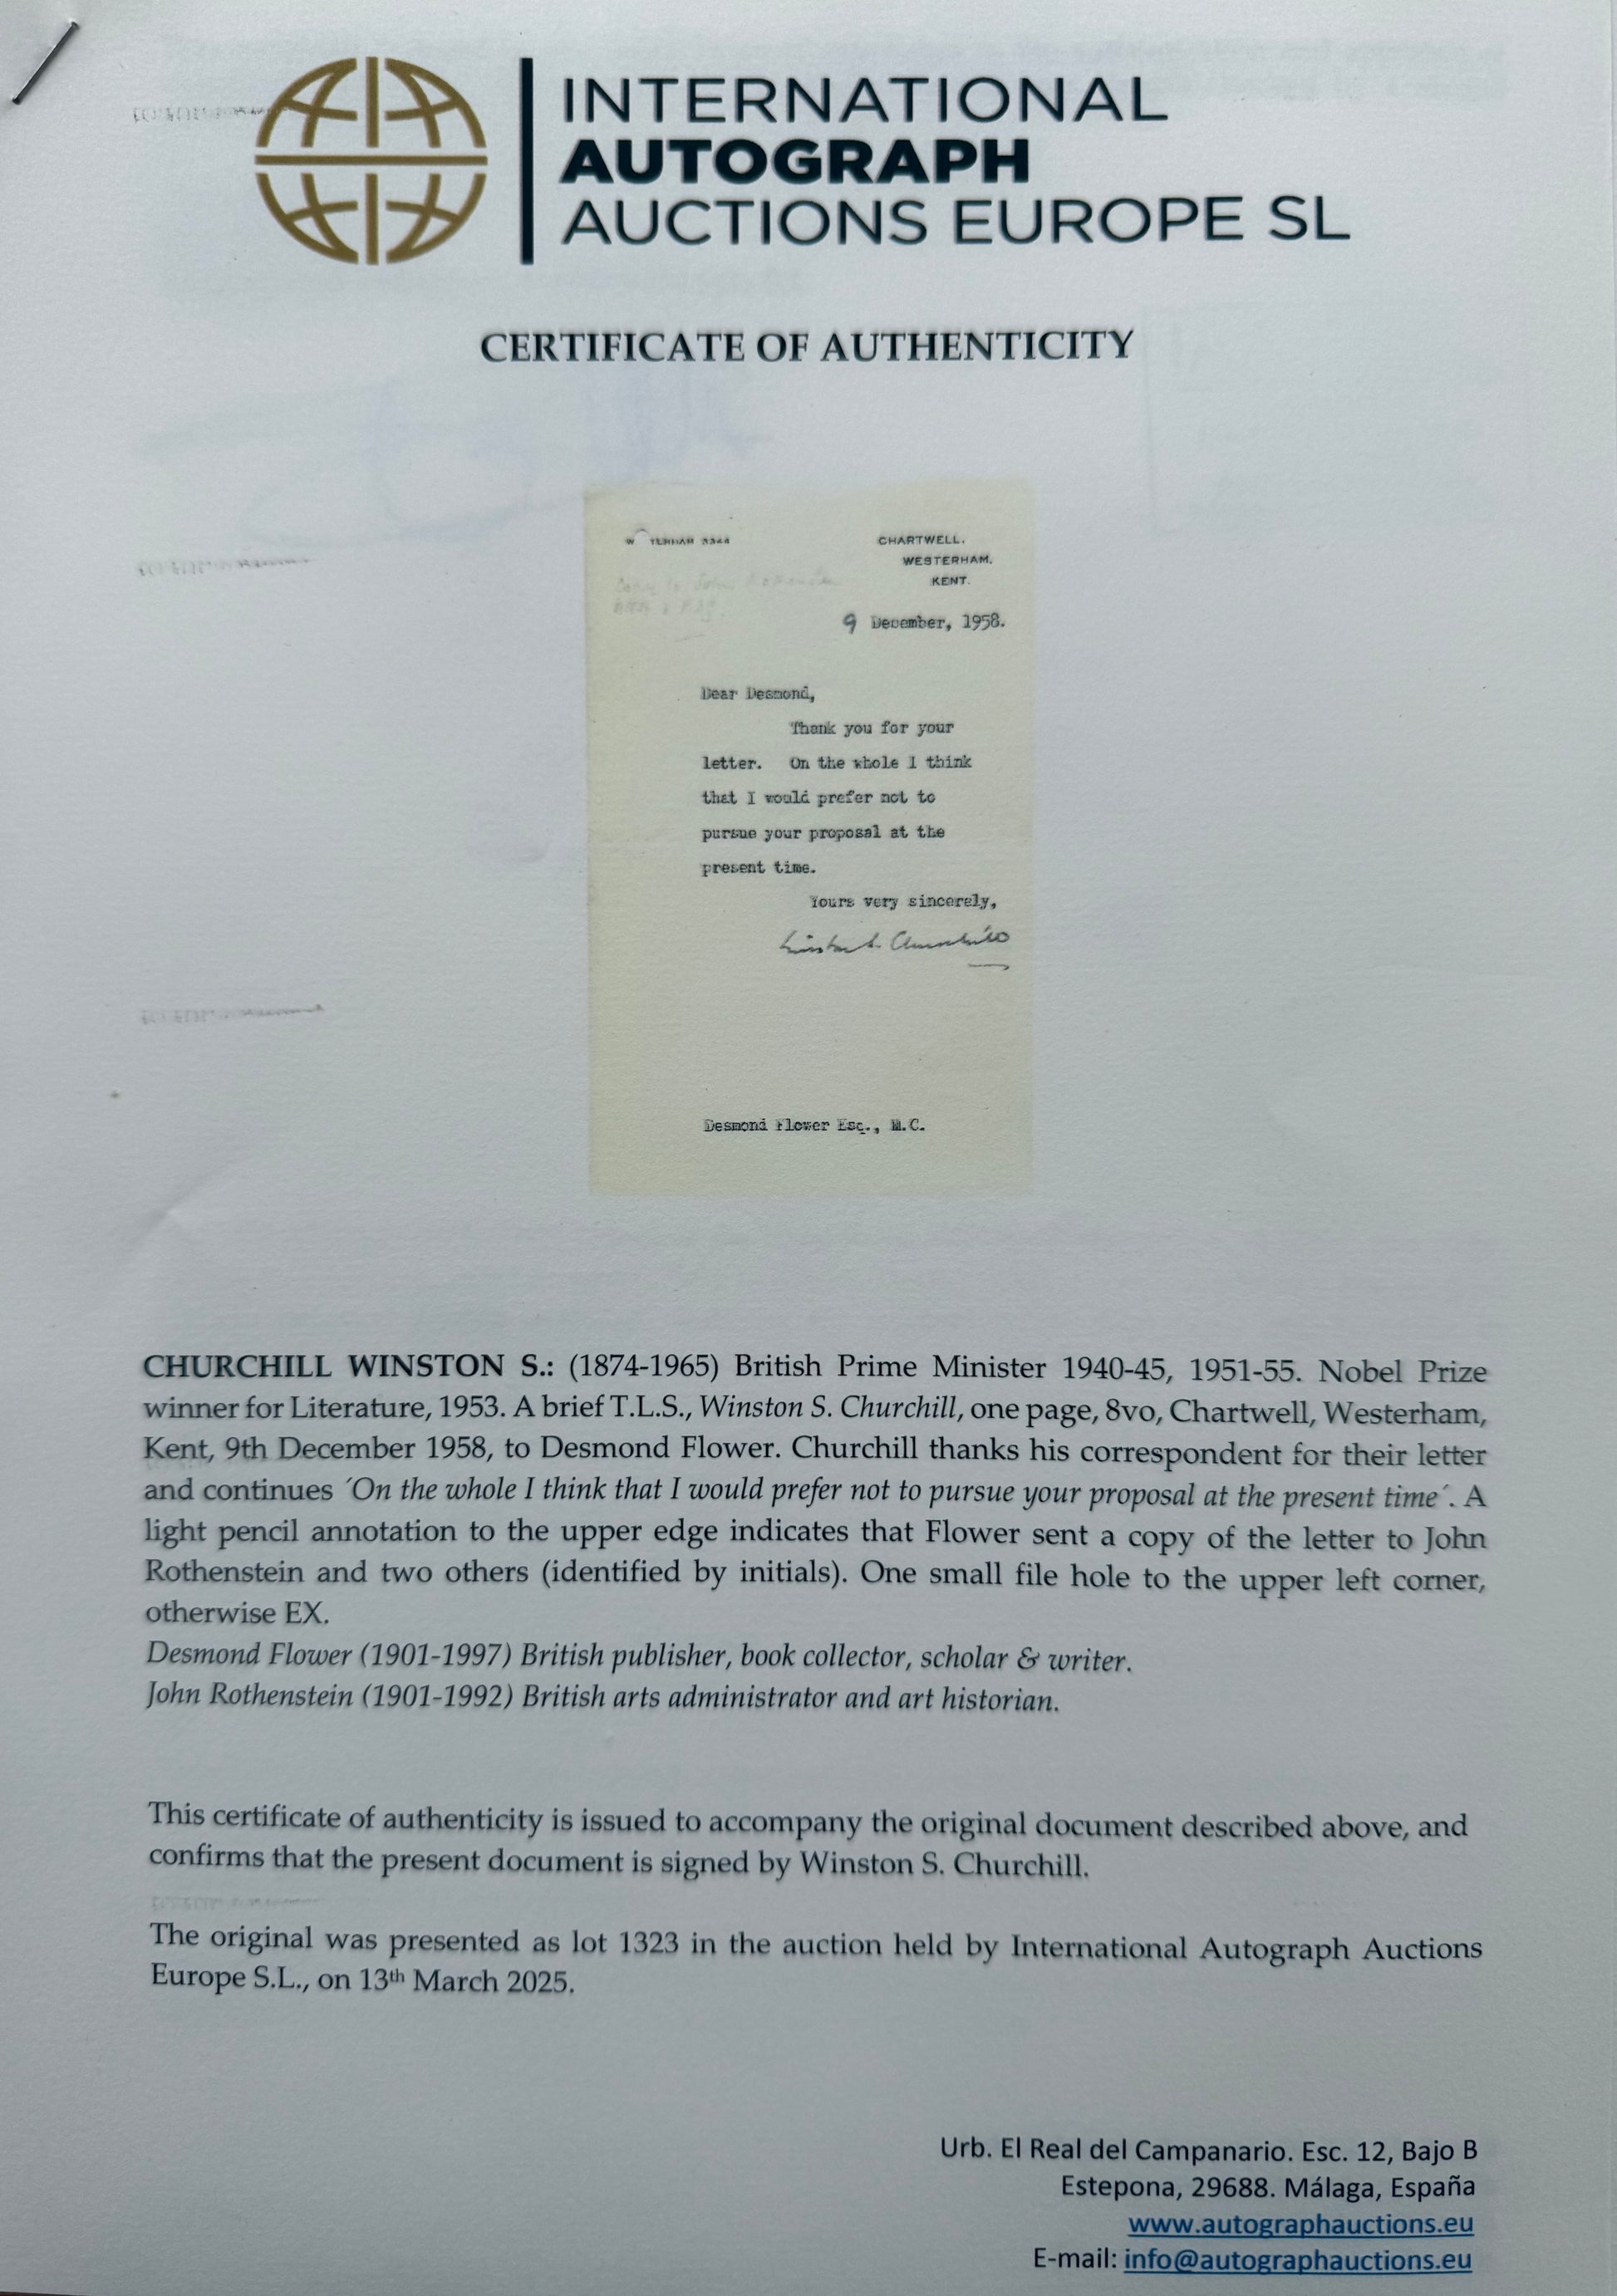 INTERNATIONAL
AUTOGRAPH
AUCTIONS EUROPE SL
CERTIFICATE OF AUTHENTICITY
CHARTWELL.
WESTERHAM.
KENT.
9 December, 1958.
Dear Desmond,
Thank you for your
letter. On the whole I think
that I would prefer not to
pursue your proposal at the
present time.
Yours very sincerely,
Winston S. Churchill
Desmond Flower Esq., M.C.
CHURCHILL WINSTON S.: (1874-1965) British Prime Minister 1940-45, 1951-55. Nobel Prize
winner for Literature, 1953. A brief T.L.S., Winston S. Churchill, one page, 8vo, Chartwell, Westerham,
Kent, 9th December 1958, to Desmond Flower. Churchill thanks his correspondent for their letter
and continues ´On the whole I think that I would prefer not to pursue your proposal at the present time´. A
light pencil annotation to the upper edge indicates that Flower sent a copy of the letter to John
Rothenstein and two others (identified by initials). One small file hole to the upper left corner,
otherwise EX.
Desmond Flower (1901-1997) British publisher, book collector, scholar & writer.
John Rothenstein (1901-1992) British arts administrator and art historian.
This certificate of authenticity is issued to accompany the original document described above, and
confirms that the present document is signed by Winston S. Churchill.
The original was presented as lot 1323 in the auction held by International Autograph Auctions
Europe S.L., on 13th March 2025.
Urb. El Real del Campanario. Esc. 12, Bajo B
Estepona, 29688. Málaga, España
www.autographauctions.eu
E-mail: info@autographauctions.eu